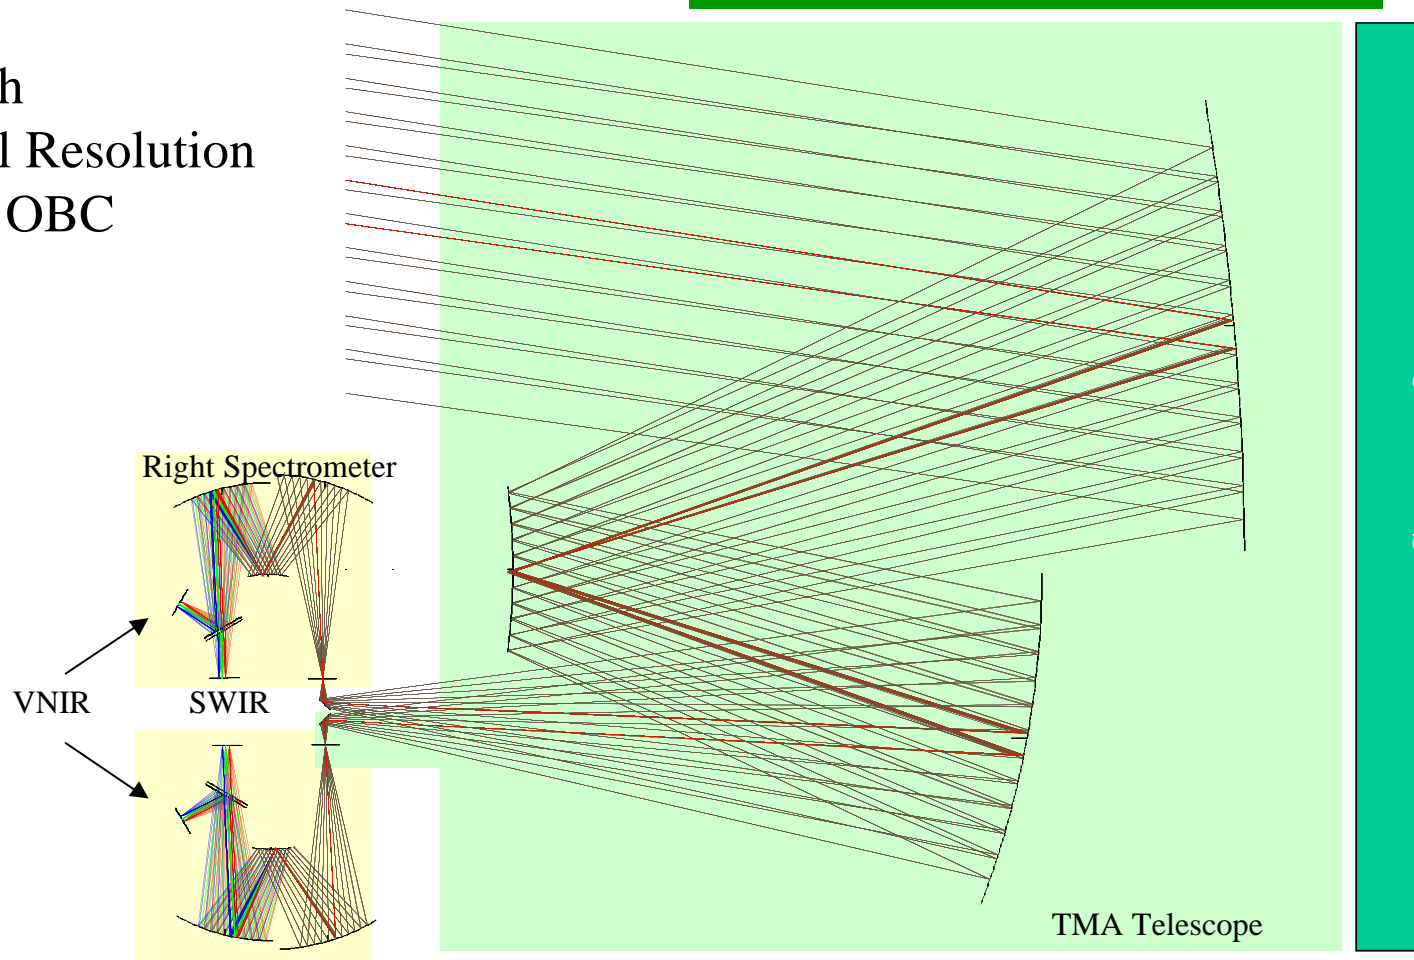 h
l Resolution
OBC
Right Spectrometer
VNIR
SWIR
TMA Telescope